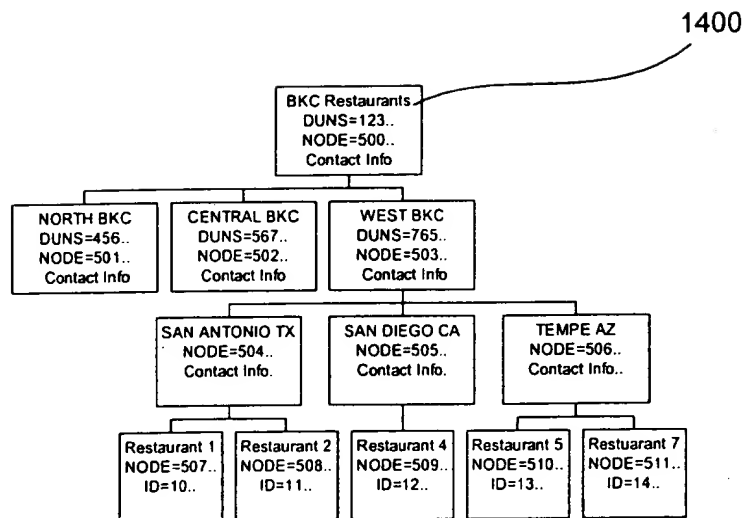 1400
BKC Restaurants
DUNS=123..
NODE=500..
Contact Info
NORTH BKC
DUNS=456..
NODE=501..
Contact Info
CENTRAL BKC
DUNS=567..
NODE=502..
Contact Info
WEST BKC
DUNS=765..
NODE=503..
Contact Info
SAN ANTONIO TX
NODE=504..
Contact Info.
SAN DIEGO CA
NODE=505..
Contact Info.
TEMPE AZ
NODE=506..
Contact Info..
Restaurant 1
NODE=507..
ID=10..
Restaurant 2
NODE=508..
ID=11..
Restaurant 4
NODE=509..
ID=12..
Restaurant 5
NODE=510..
ID=13..
Restuarant 7
NODE=511..
ID=14..